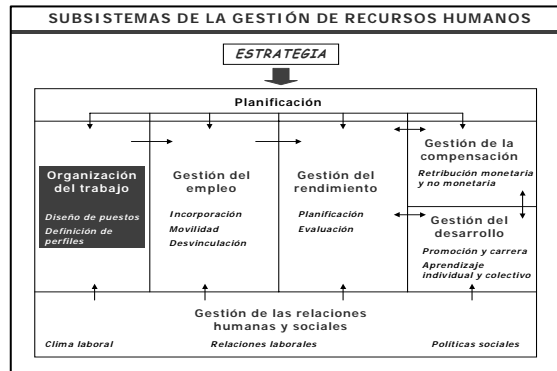 SUBSISTEMAS DE LA GESTIÓN DE RECURSOS HUMANOS
ESTRATEGIA
Planificación
Organización
del trabajo
Diseño de puestos
Definición de
perfiles
Gestión del
empleo
Incorporación
Movilidad
Desvinculación
Gestión del
rendimiento
Planificación
Evaluación
Gestión de la
compensación
Retribución monetaria
y no monetaria
Gestión del
desarrollo
Promoción y carrera
Aprendizaje
individual y colectivo
Gestión de las relaciones
humanas y sociales
Clima laboral
Relaciones laborales
Políticas sociales